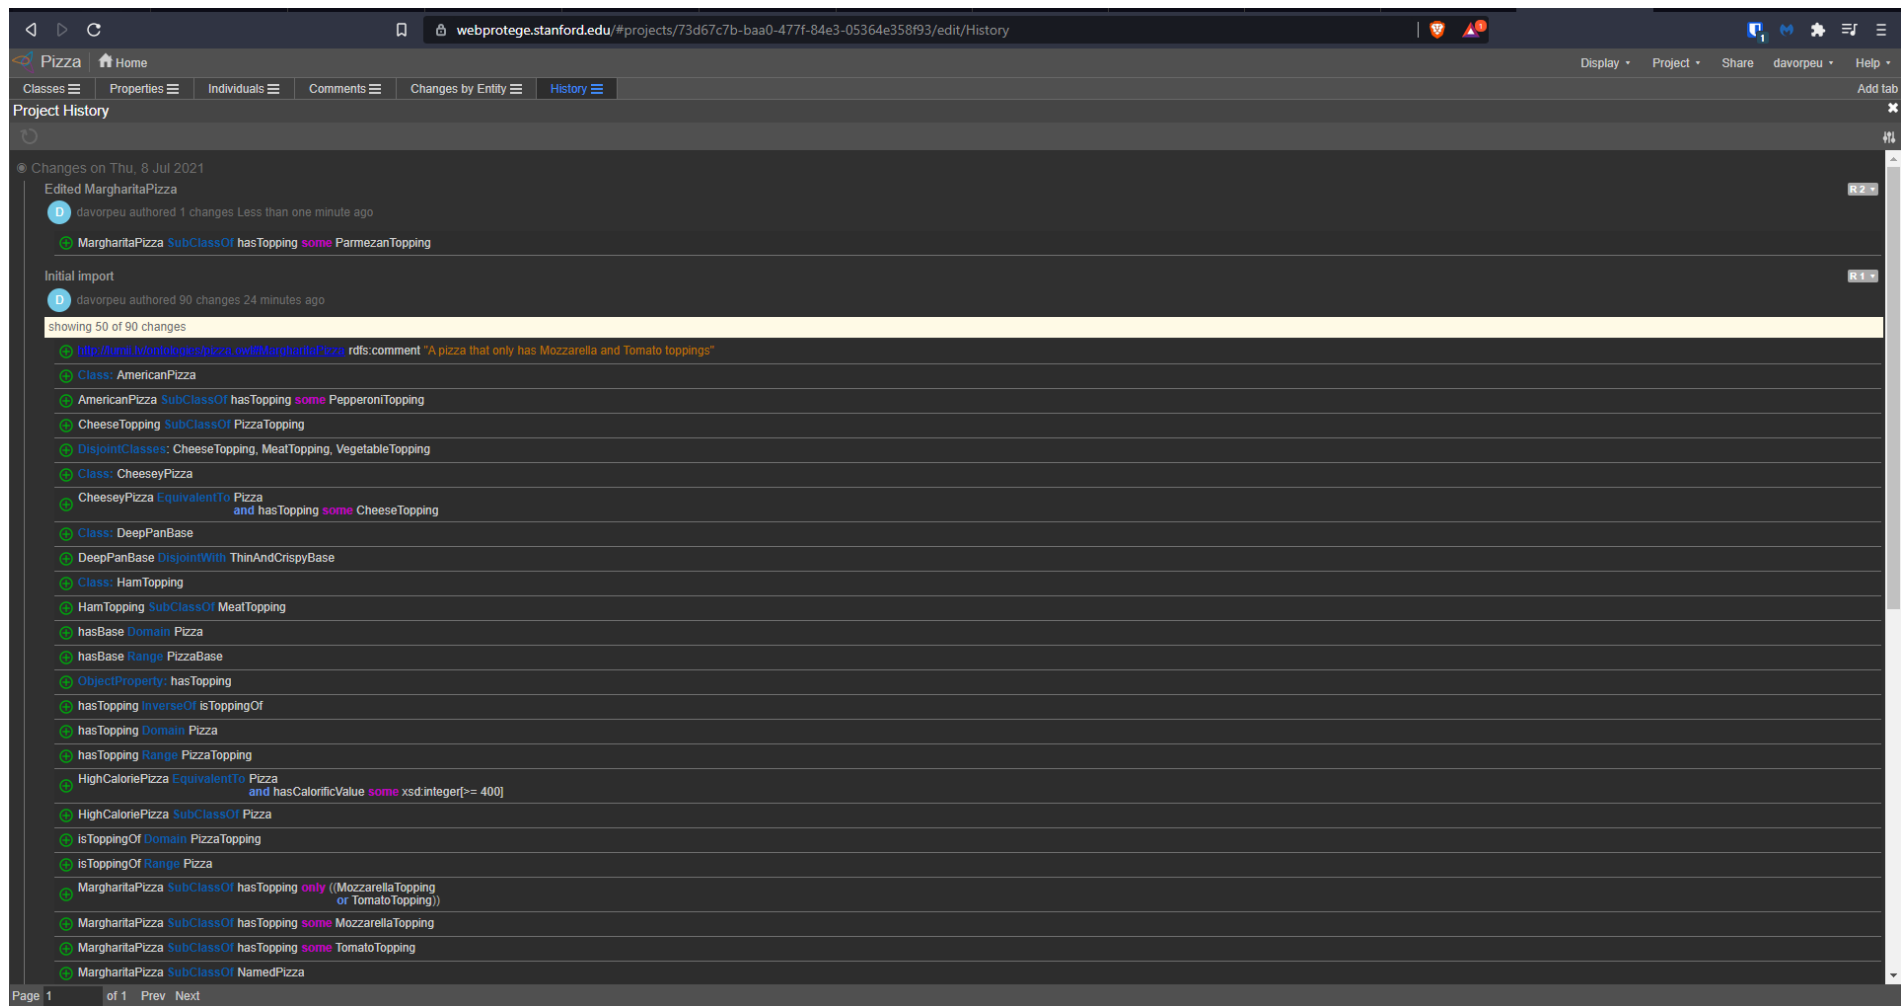 webprotege.stanford.edu/#projects/73d67c7b-baa0-477f-84e3-05364e358f93/edit/History
1
1
Pizza Home Display Project Share davorpeu Help
Classes Properties Individuals Comments Changes by Entity History Add tab
Project History
Changes on Thu, 8 Jul 2021
Edited MargharitaPizza R 2
D davorpeu authored 1 changes Less than one minute ago
MargharitaPizza SubClassOf hasTopping some ParmezanTopping
Initial import R 1
D davorpeu authored 90 changes 24 minutes ago
showing 50 of 90 changes
rdfs:comment "A pizza that only has Mozzarella and Tomato toppings"
Class: AmericanPizza
AmericanPizza SubClassOf hasTopping some PepperoniTopping
CheeseTopping SubClassOf PizzaTopping
DisjointClasses: CheeseTopping, MeatTopping, VegetableTopping
Class: CheeseyPizza
CheeseyPizza EquivalentTo Pizza
and hasTopping some CheeseTopping
Class: DeepPanBase
DeepPanBase DisjointWith ThinAndCrispyBase
Class: HamTopping
HamTopping SubClassOf MeatTopping
hasBase Domain Pizza
hasBase Range PizzaBase
ObjectProperty: hasTopping
hasTopping InverseOf isToppingOf
hasTopping Domain Pizza
hasTopping Range PizzaTopping
HighCaloriePizza EquivalentTo Pizza
and hasCalorificValue some xsd:integer[>= 400]
HighCaloriePizza SubClassOf Pizza
isToppingOf Domain PizzaTopping
isToppingOf Range Pizza
MargharitaPizza SubClassOf hasTopping only ((MozzarellaTopping
or TomatoTopping))
MargharitaPizza SubClassOf hasTopping some MozzarellaTopping
MargharitaPizza SubClassOf hasTopping some TomatoTopping
MargharitaPizza SubClassOf NamedPizza
Page 1 of 1 Prev Next